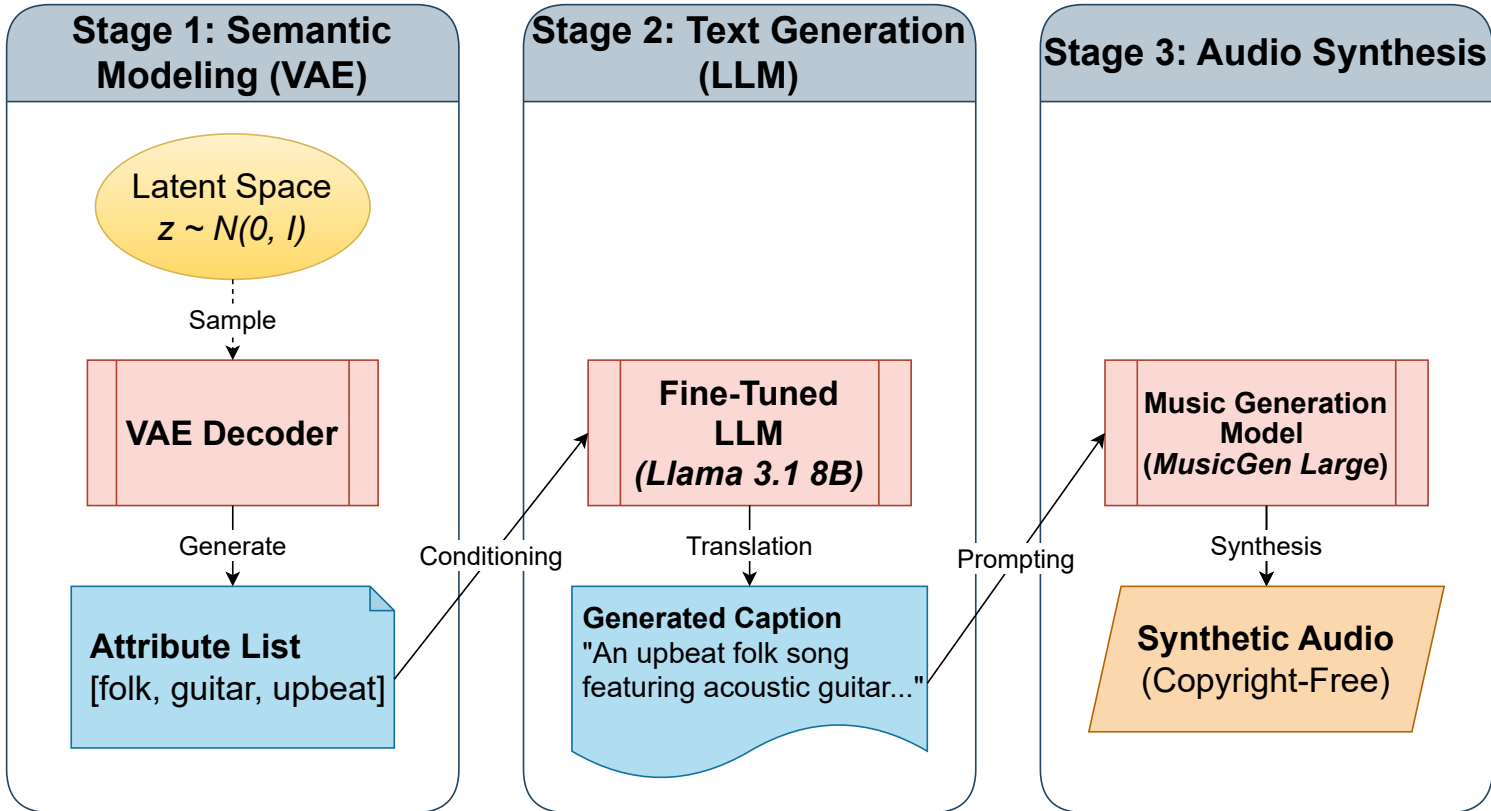 Stage 1: Semantic
Modeling (VAE)
Latent Space
z ~ N(0, I)
Sample
VAE Decoder
Generate
Attribute List
[folk, guitar, upbeat]
Conditioning
Stage 2: Text Generation
(LLM)
Fine-Tuned
LLM
(Llama 3.1 8B)
Translation
Generated Caption
"An upbeat folk song
featuring acoustic guitar..."
Prompting
Stage 3: Audio Synthesis
Music Generation
Model
(MusicGen Large)
Synthesis
Synthetic Audio
(Copyright-Free)